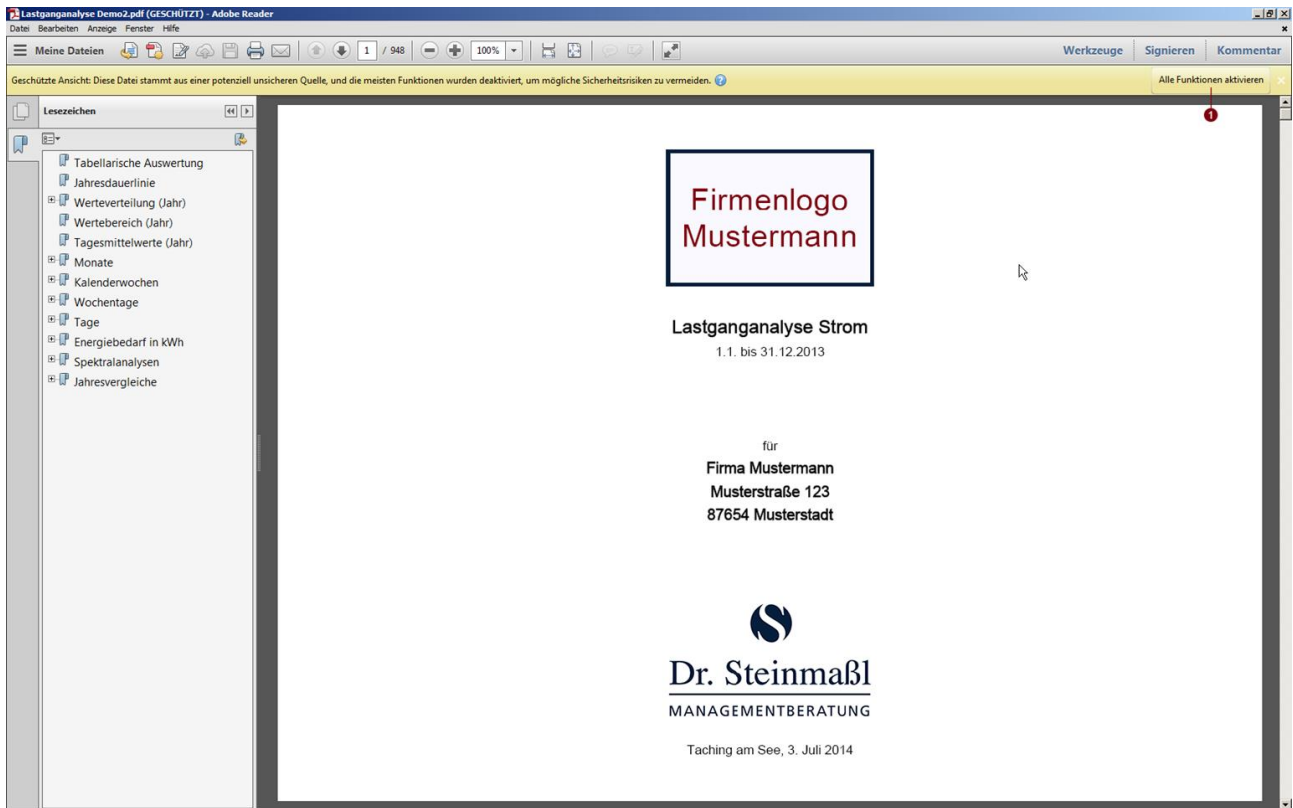 Lastganganalyse Demo2.pdf (GESCHÜTZT) - Adobe Reader
Datei Bearbeiten Anzeige Fenster Hilfe
Meine Dateien 1 / 948 100% Werkzeuge Signieren Kommentar
Geschützte Ansicht: Diese Datei stammt aus einer potenziell unsicheren Quelle, und die meisten Funktionen wurden deaktiviert, um mögliche Sicherheitsrisiken zu vermeiden. Alle Funktionen aktivieren
1
Lesezeichen
Tabellarische Auswertung
Jahresdauerlinie
Werteverteilung (Jahr)
Wertebereich (Jahr)
Tagesmittelwerte (Jahr)
Monate
Kalenderwochen
Wochentage
Tage
Energiebedarf in kWh
Spektralanalysen
Jahresvergleiche
Firmenlogo
Mustermann
Lastganganalyse Strom
1.1. bis 31.12.2013
für
Firma Mustermann
Musterstraße 123
87654 Musterstadt
Dr. Steinmaßl
MANAGEMENTBERATUNG
Taching am See, 3. Juli 2014